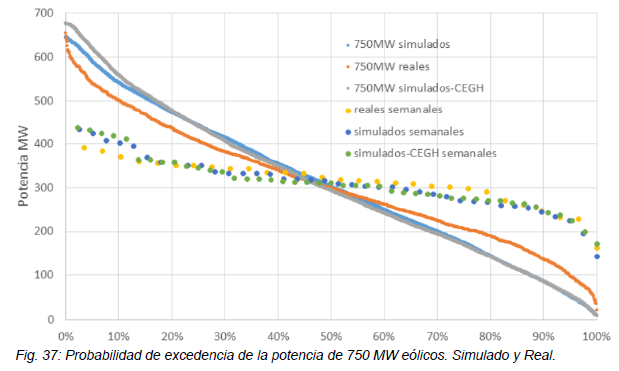 700
600
500
400
300
200
100
0
Potencia MW
750MW simulados
750MW reales
750MW simulados-CEGH
reales semanales
simulados semanales
simulados-CEGH semanales
0% 10% 20% 30% 40% 50% 60% 70% 80% 90% 100%
Fig. 37: Probabilidad de excedencia de la potencia de 750 MW eólicos. Simulado y Real.